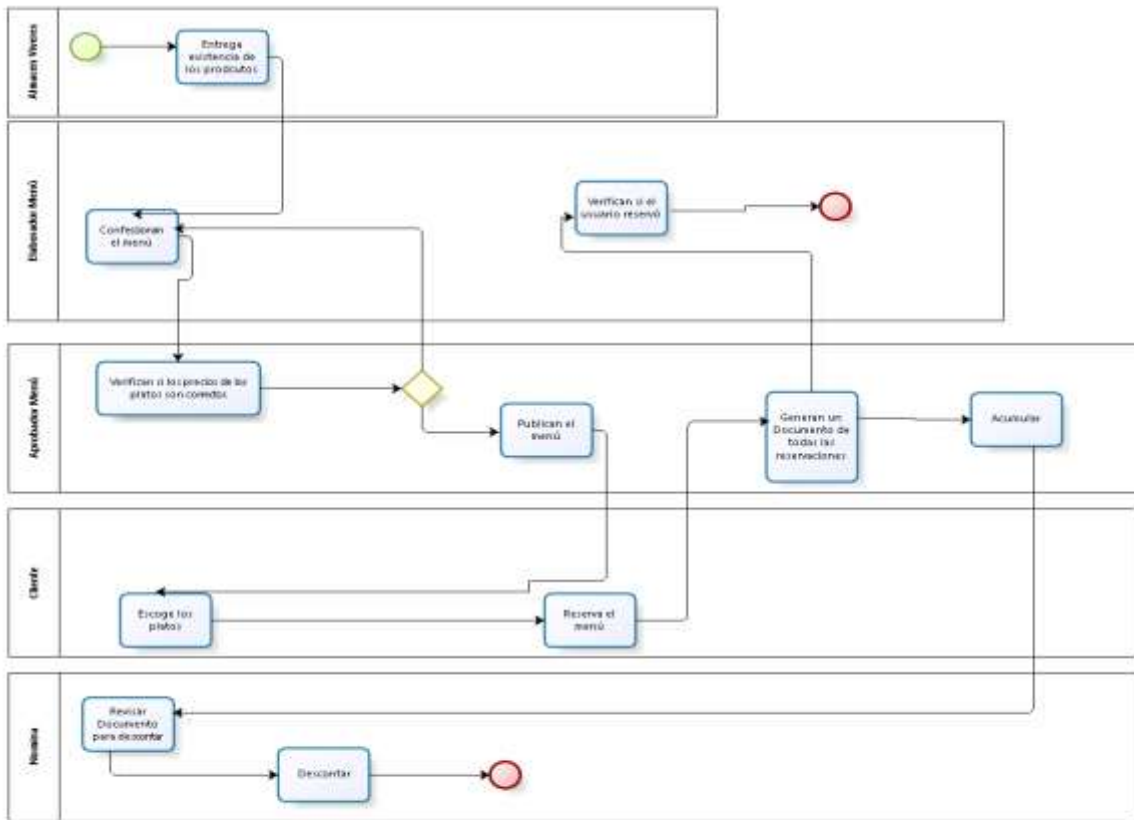 Almacen Viveres
Entrega
existencia de
los productos
Elaborador Menú
Confeccionan
el menú
Verifican si el
usuario reservó
Aprobador Menú
Verifican si los precios de los
platos son correctos
Publican el
menú
Generan un
Documento de
todas las
reservaciones
Acumular
Cliente
Escoge los
platos
Reserva el
menú
Nomina
Revisar
Documento
para descontar
Descontar